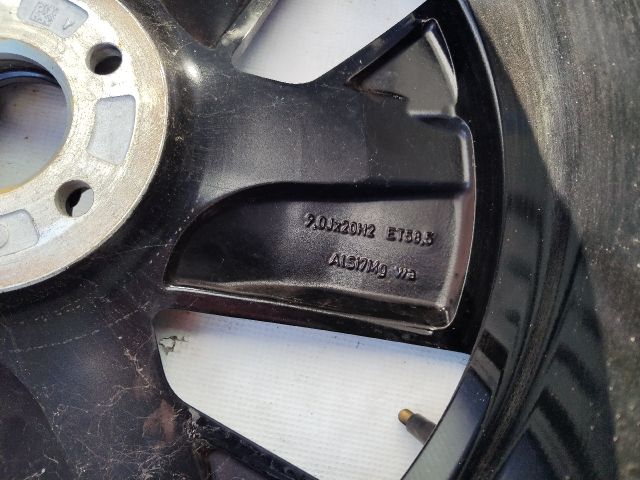 9.0Jx20H2 ET58,5
AlSi7Mg wa
V